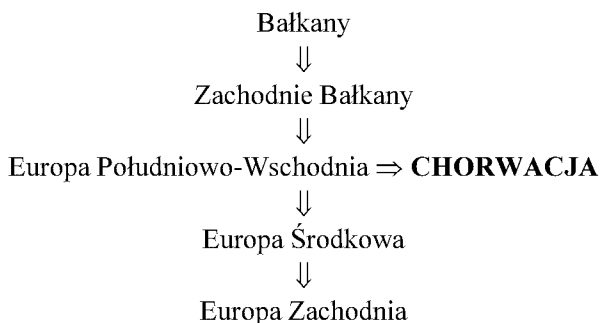 Bałkany
⇓
Zachodnie Bałkany
⇓
Europa Południowo-Wschodnia ⇒ CHORWACJA
⇓
Europa Środkowa
⇓
Europa Zachodnia